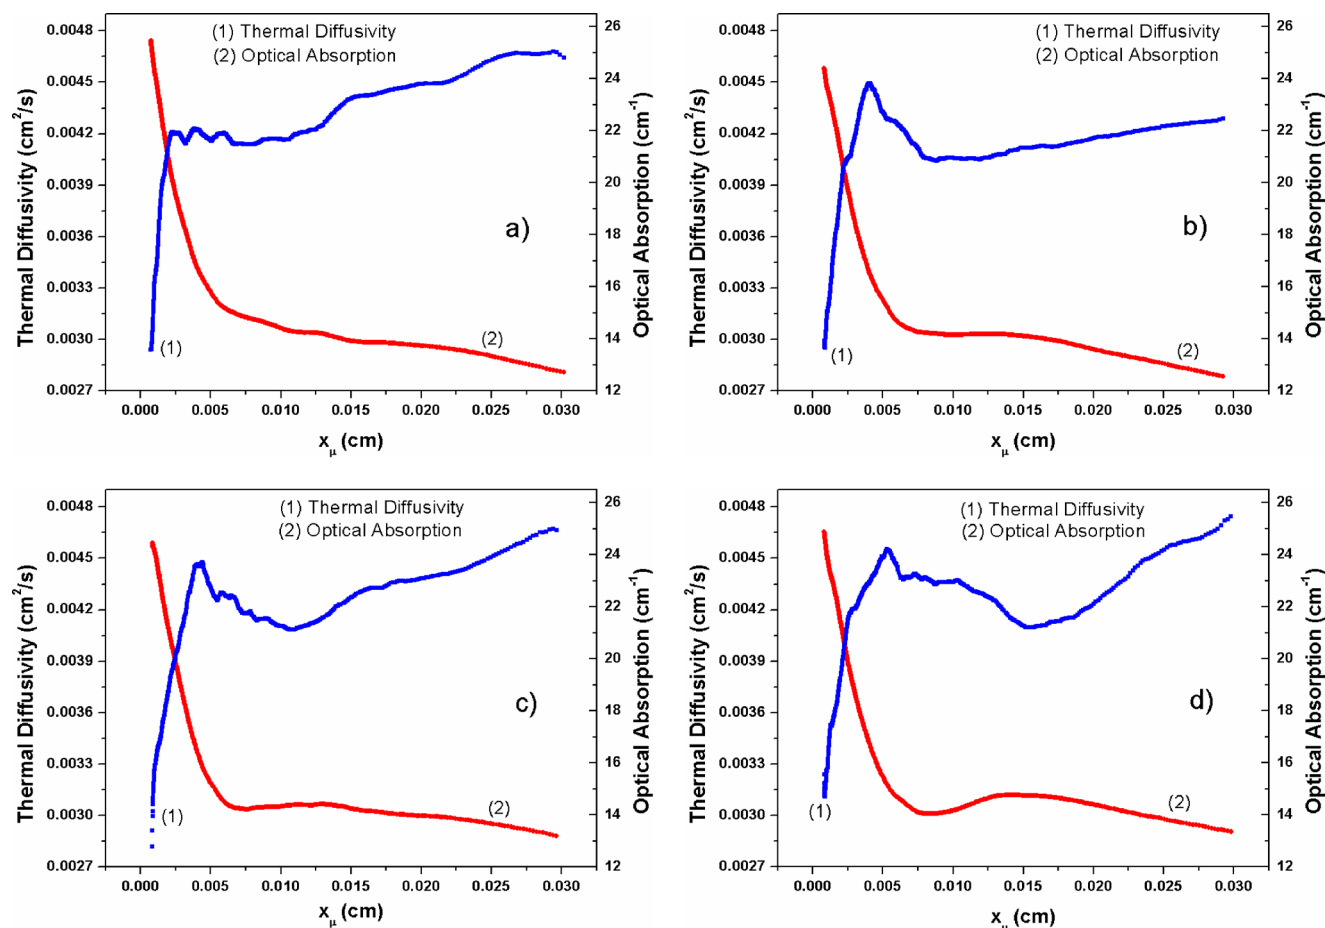 (1) Thermal Diffusivity
(2) Optical Absorption
Thermal Diffusivity (cm²/s)
0.0048
0.0045
0.0042
0.0039
0.0036
0.0033
0.0030
0.0027
26
24
22
20
18
16
14
12
Optical Absorption (cm⁻¹)
a)
(1)
(2)
0.000 0.005 0.010 0.015 0.020 0.025 0.030
xμ (cm)
(1) Thermal Diffusivity
(2) Optical Absorption
Thermal Diffusivity (cm²/s)
0.0048
0.0045
0.0042
0.0039
0.0036
0.0033
0.0030
0.0027
26
24
22
20
18
16
14
12
Optical Absorption (cm⁻¹)
b)
(1)
(2)
0.000 0.005 0.010 0.015 0.020 0.025 0.030
xμ (cm)
(1) Thermal Diffusivity
(2) Optical Absorption
Thermal Diffusivity (cm²/s)
0.0048
0.0045
0.0042
0.0039
0.0036
0.0033
0.0030
0.0027
26
24
22
20
18
16
14
12
Optical Absorption (cm⁻¹)
c)
(1)
(2)
0.000 0.005 0.010 0.015 0.020 0.025 0.030
xμ (cm)
(1) Thermal Diffusivity
(2) Optical Absorption
Thermal Diffusivity (cm²/s)
0.0048
0.0045
0.0042
0.0039
0.0036
0.0033
0.0030
0.0027
26
24
22
20
18
16
14
12
Optical Absorption (cm⁻¹)
d)
(1)
(2)
0.000 0.005 0.010 0.015 0.020 0.025 0.030
xμ (cm)